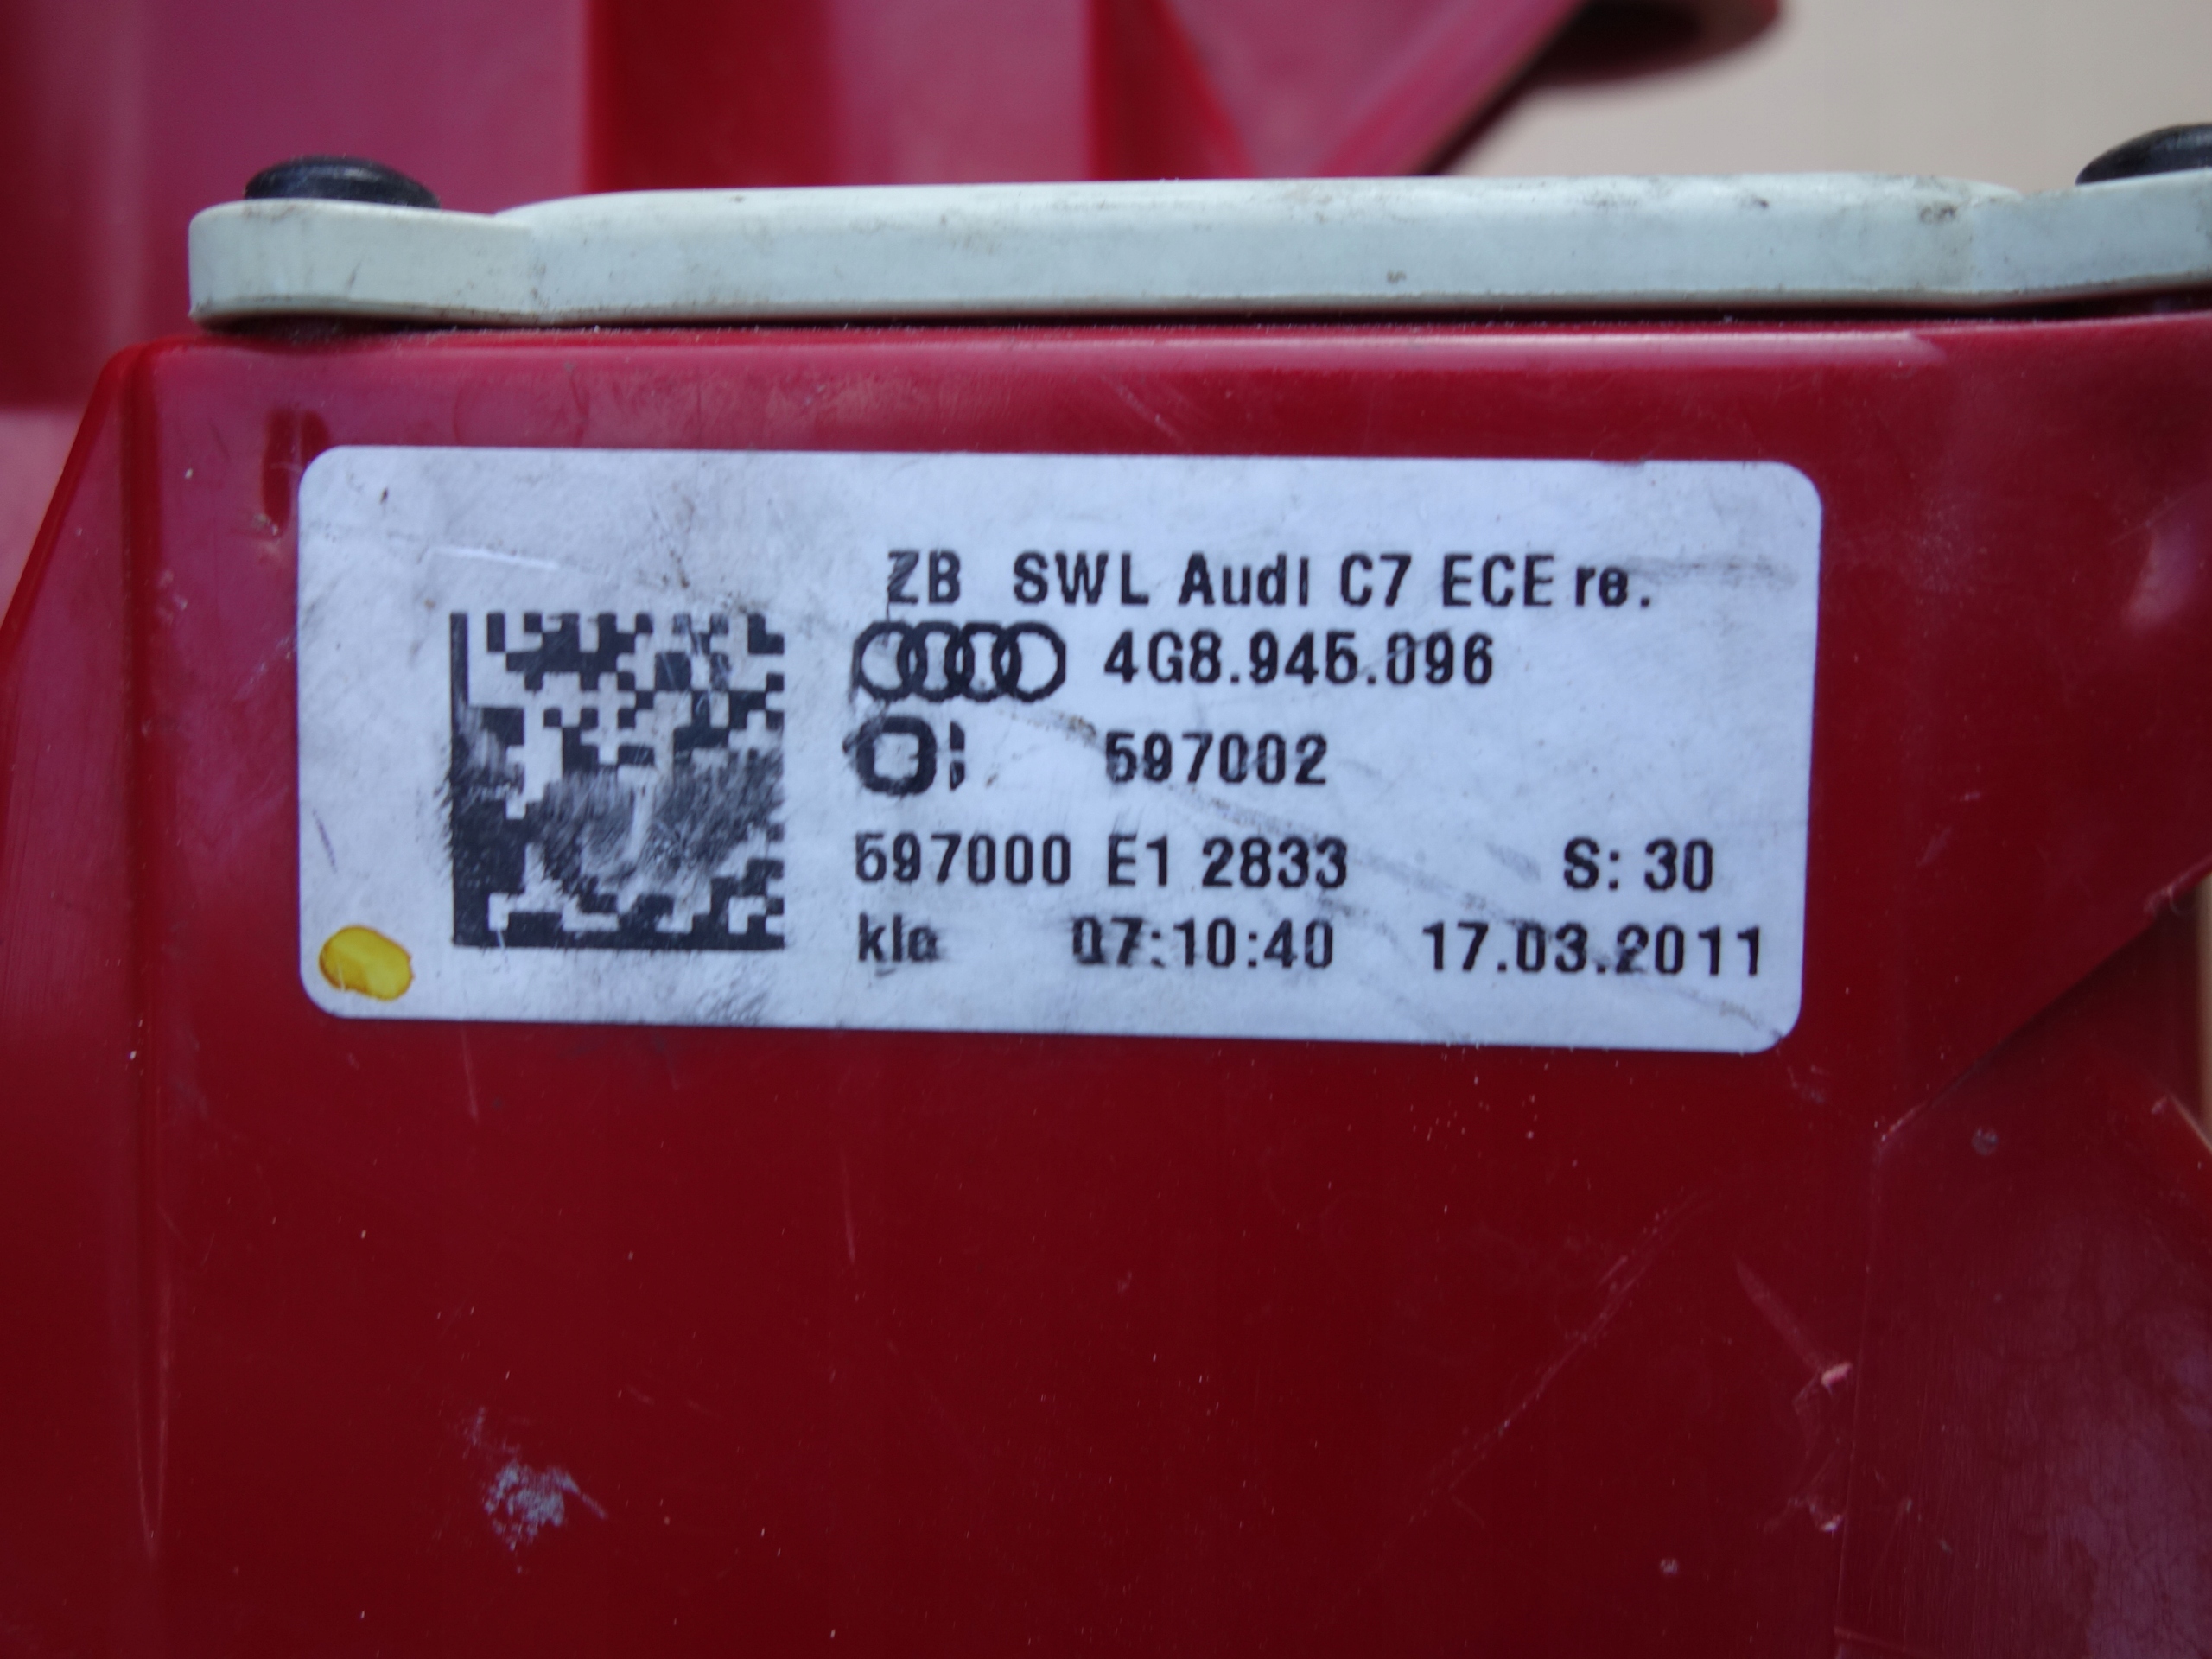 ZB SWL Audi C7 ECE re.
4G8.945.096
597002
597000 E1 2833 S: 30
kle 07:10:40 17.03.2011